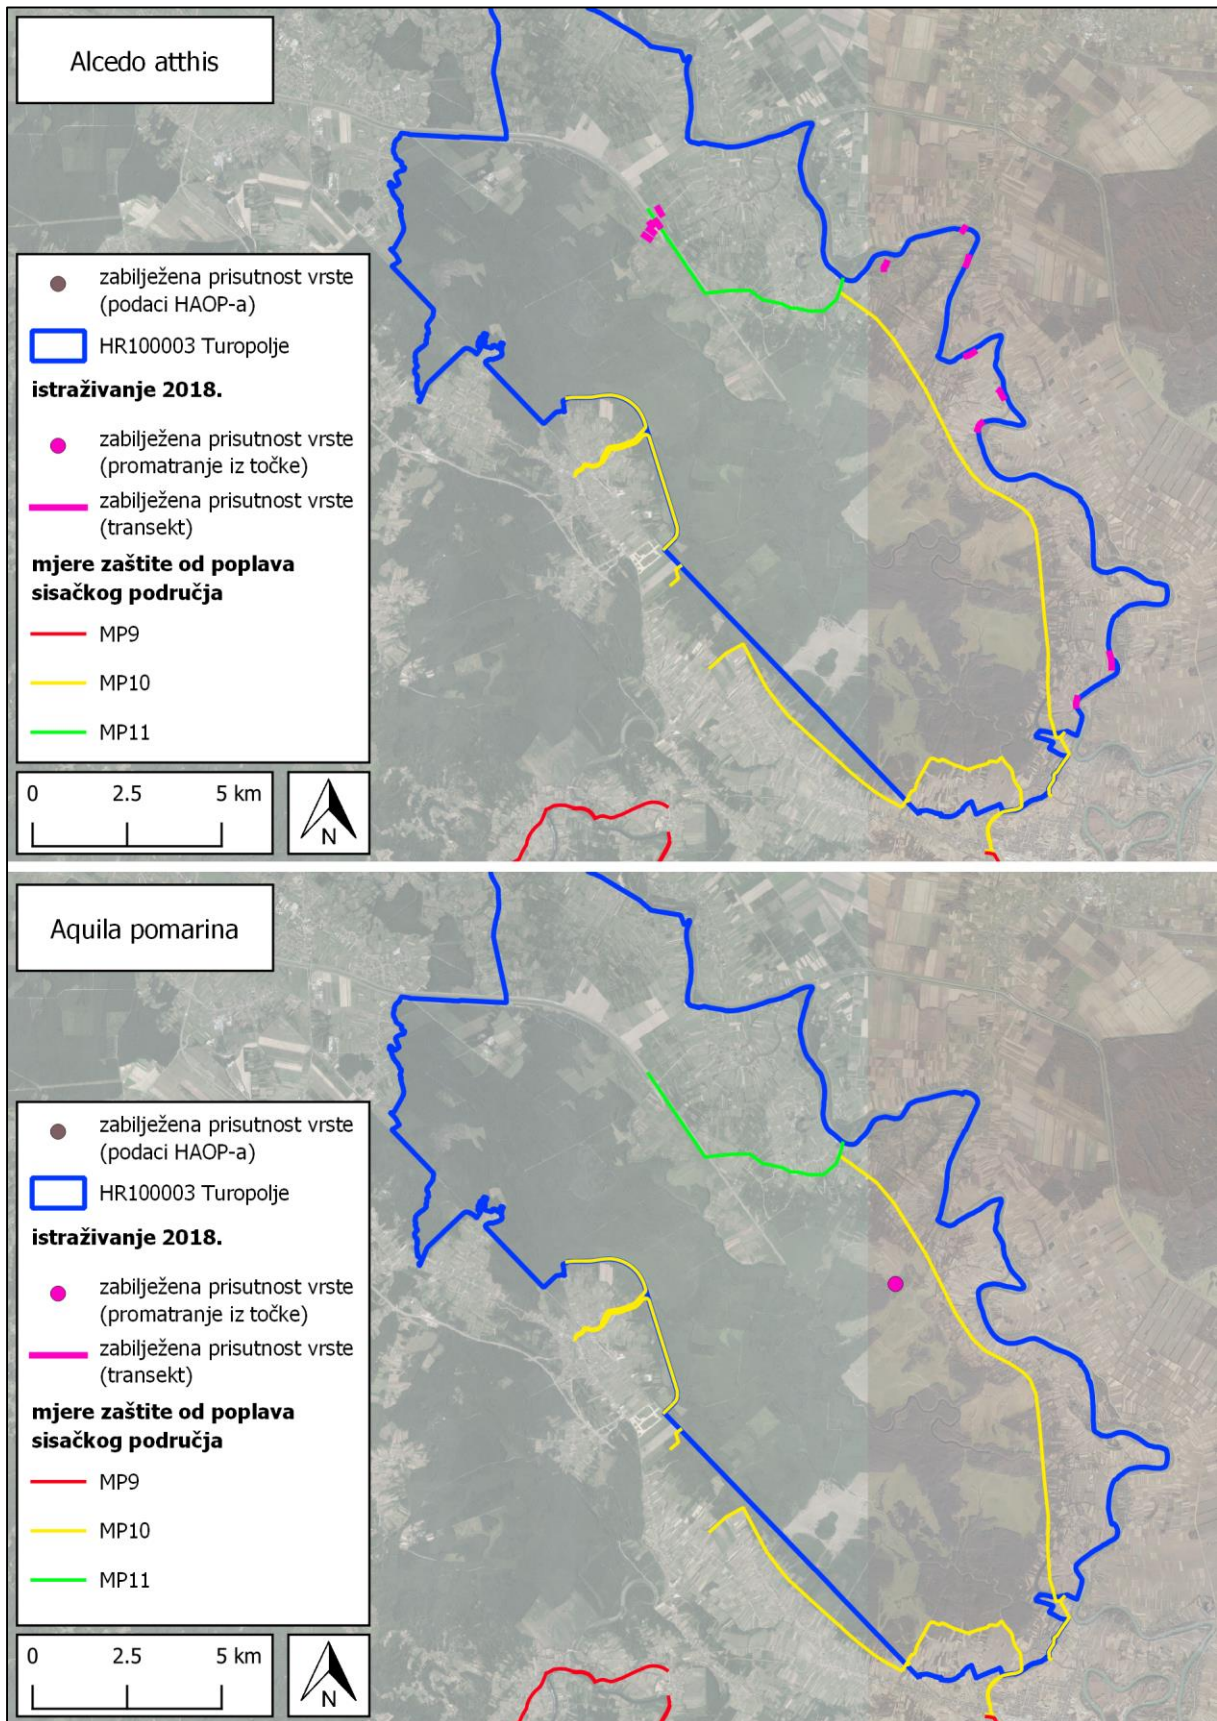 Alcedo atthis
zabilježena prisutnost vrste
(podaci HAOP-a)
HR100003 Turopolje
istraživanje 2018.
zabilježena prisutnost vrste
(promatranje iz točke)
zabilježena prisutnost vrste
(transekt)
mjere zaštite od poplava
sisačkog područja
MP9
MP10
MP11
0 2.5 5 km
N
Aquila pomarina
zabilježena prisutnost vrste
(podaci HAOP-a)
HR100003 Turopolje
istraživanje 2018.
zabilježena prisutnost vrste
(promatranje iz točke)
zabilježena prisutnost vrste
(transekt)
mjere zaštite od poplava
sisačkog područja
MP9
MP10
MP11
0 2.5 5 km
N